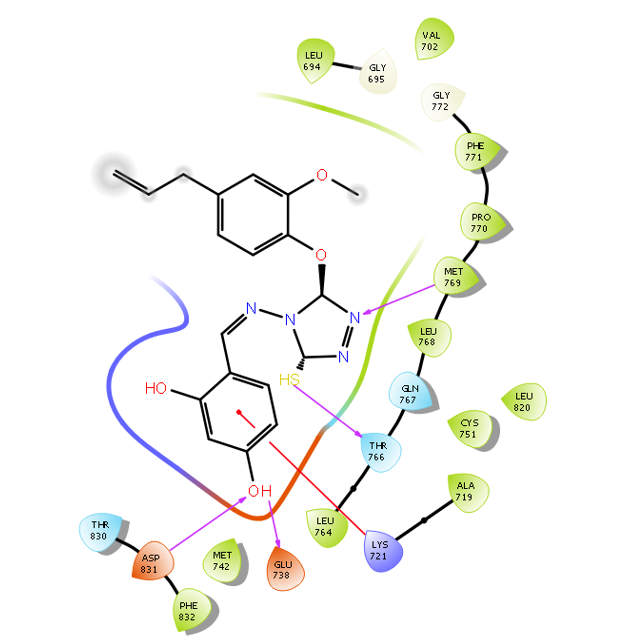 VAL
702
LEU
694
GLY
695
GLY
772
PHE
771
O
PRO
770
O
MET
769
N
N
N
LEU
768
N
HS
HO
GLN
767
LEU
820
CYS
751
THR
766
OH
ALA
719
THR
830
LEU
764
LYS
721
ASP
831
MET
742
GLU
738
PHE
832